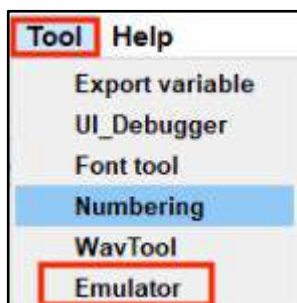 Tool Help
Export variable
UI_Debugger
Font tool
Numbering
WavTool
Emulator